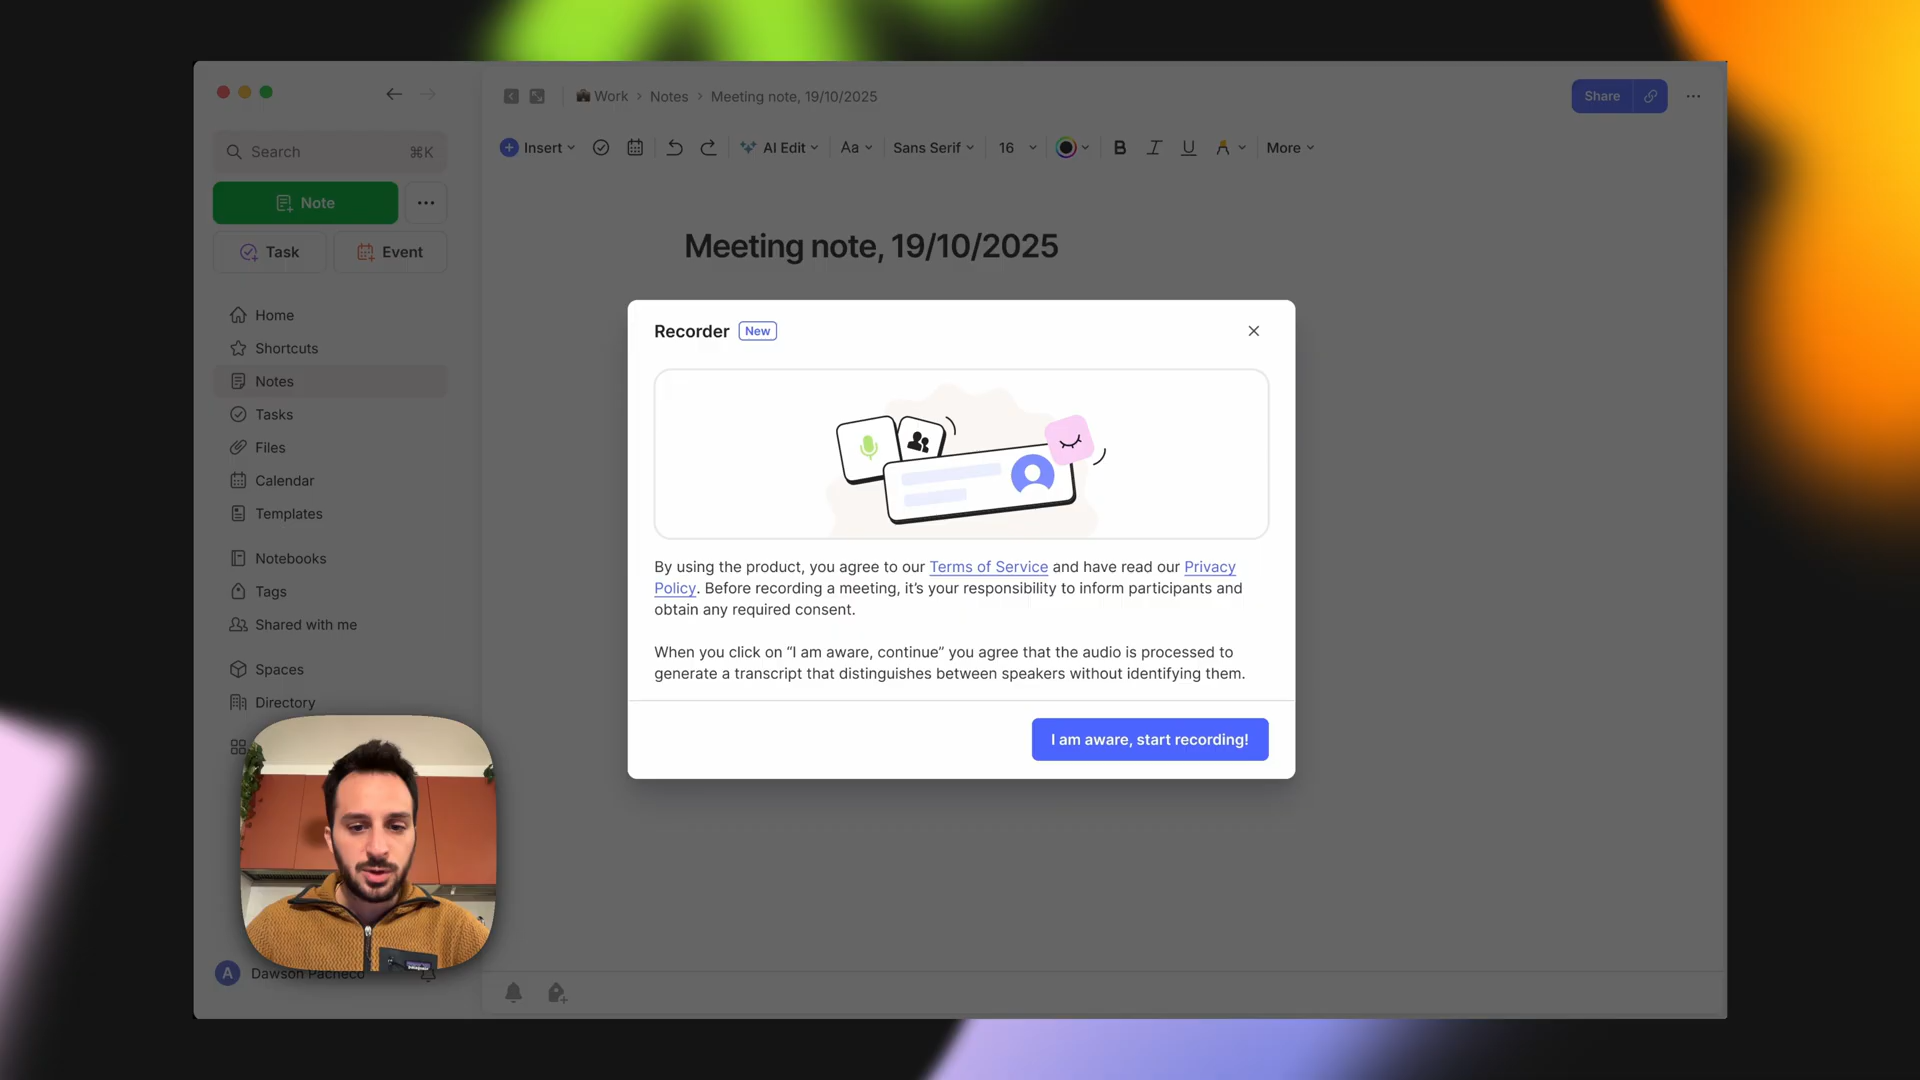 Work › Notes › Meeting note, 19/10/2025
Share
Search ⌘K
Insert
AI Edit
Aa
Sans Serif
16
B I U A
More
Note
Task
Event
Meeting note, 19/10/2025
Home
Shortcuts
Notes
Tasks
Files
Calendar
Templates
Notebooks
Tags
Shared with me
Spaces
Directory
A
Dawson Pacheco
Recorder New
By using the product, you agree to our Terms of Service and have read our Privacy
Policy. Before recording a meeting, it’s your responsibility to inform participants and
obtain any required consent.
When you click on “I am aware, continue” you agree that the audio is processed to
generate a transcript that distinguishes between speakers without identifying them.
I am aware, start recording!